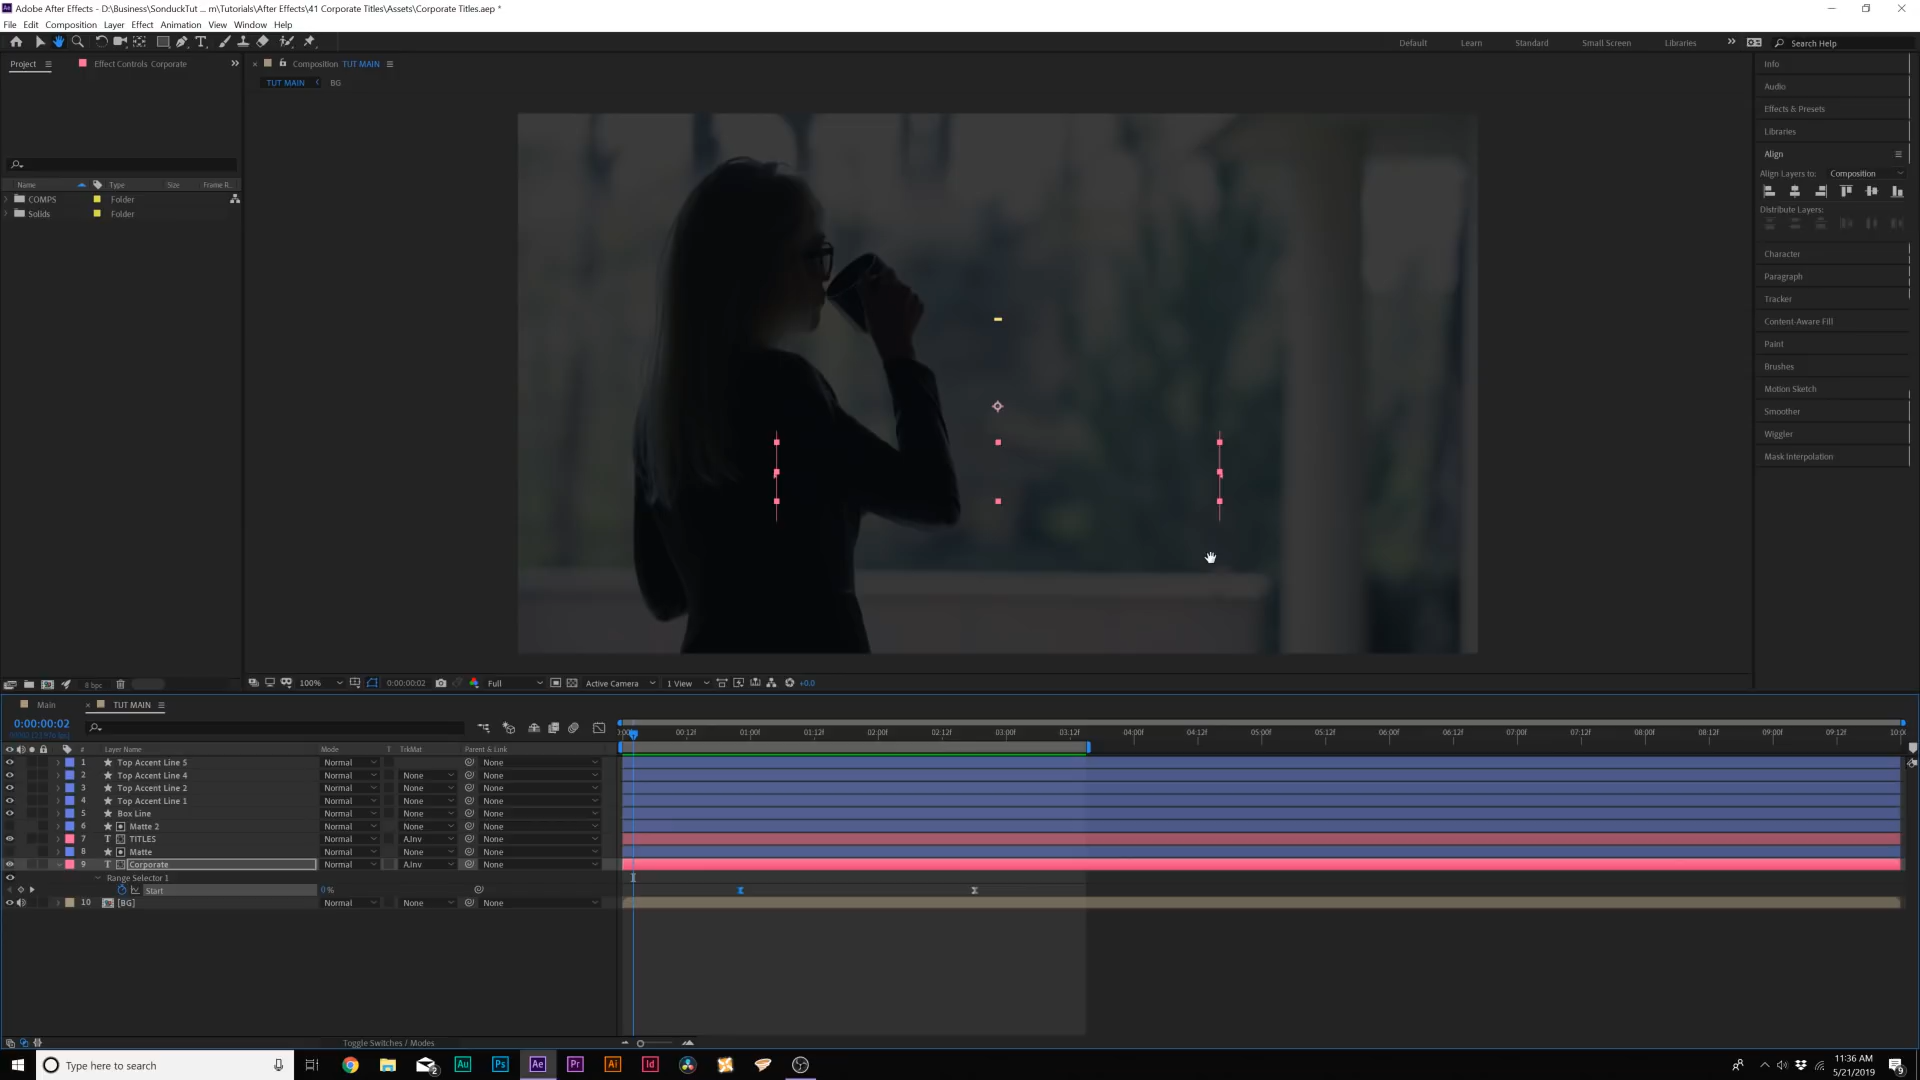 Adobe After Effects - D:\Business\SonduckTut ... m\Tutorials\After Effects\41 Corporate Titles\Assets\Corporate Titles.aep *
File Edit Composition Layer Effect Animation View Window Help
Default Learn Standard Small Screen Libraries Search Help
Project Effect Controls Corporate Composition TUT MAIN Info
TUT MAIN BG
Audio
Effects & Presets
Libraries
Align
Align Layers to: Composition
Name Type Size Frame R...
COMPS Folder
Solids Folder
Distribute Layers:
Character
Paragraph
Tracker
Content-Aware Fill
Paint
Brushes
Motion Sketch
Smoother
Wiggler
Mask Interpolation
8 bpc 100% 0:00:00:02 Full Active Camera 1 View +0.0
Main TUT MAIN
0:00:00:02
00:12f 01:00f 01:12f 02:00f 02:12f 03:00f 03:12f 04:00f 04:12f 05:00f 05:12f 06:00f 06:12f 07:00f 07:12f 08:00f 08:12f 09:00f 09:12f
# Layer Name Mode T TrkMat Parent & Link
1 Top Accent Line 5 Normal None
2 Top Accent Line 4 Normal None None
3 Top Accent Line 2 Normal None None
4 Top Accent Line 1 Normal None None
5 Box Line Normal None None
6 Matte 2 Normal None None
7 T TITLES Normal A.Inv None
8 Matte Normal None None
9 T Corporate Normal A.Inv None
Range Selector 1
Start 0 %
10 [BG] Normal None None
Toggle Switches / Modes
Type here to search
2 Au Ps Ae Pr Ai Id
11:36 AM
5/21/2019
9